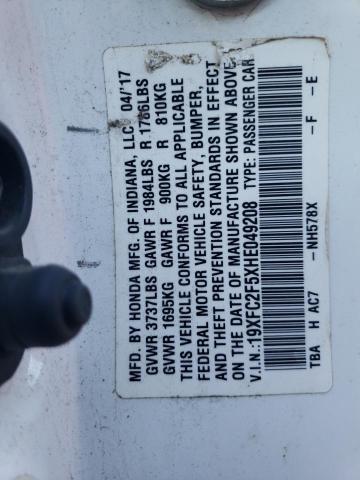 MFD. BY HONDA MFG. OF INDIANA, LLC 04/'17
GVWR 3737LBS GAWR F 1984LBS R 1786LBS
GVWR 1695KG GAWR F 900KG R 810KG
THIS VEHICLE CONFORMS TO ALL APPLICABLE
FEDERAL MOTOR VEHICLE SAFETY, BUMPER,
AND THEFT PREVENTION STANDARDS IN EFFECT
ON THE DATE OF MANUFACTURE SHOWN ABOVE.
V.I.N.:19XFC2F5XHE049208 TYPE: PASSENGER CAR
TBA H AC7 -NH578X -F -E